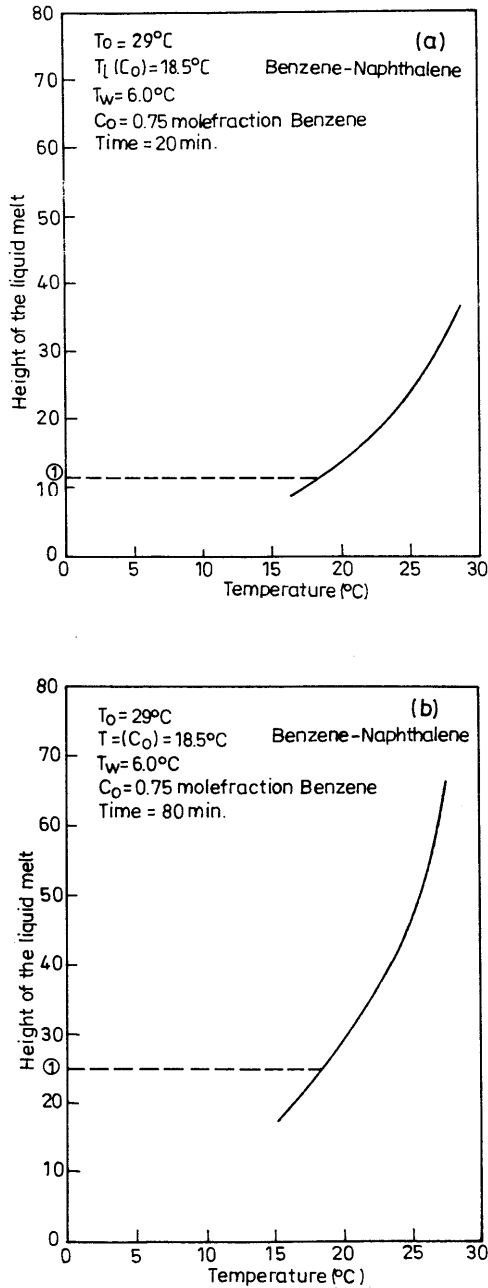 80
70
60
50
40
30
20
10
0
Height of the liquid melt
①
To = 29°C
Tl (Co) = 18.5°C
Tw = 6.0°C
Co = 0.75 molefraction Benzene
Time = 20 min.
(a)
Benzene-Naphthalene
0 5 10 15 20 25 30
Temperature (°C)
80
70
60
50
40
30
20
10
0
Height of the liquid melt
①
To = 29°C
T=(Co) = 18.5°C
Tw = 6.0°C
Co = 0.75 molefraction Benzene
Time = 80 min.
(b)
Benzene-Naphthalene
0 5 10 15 20 25 30
Temperature (°C)